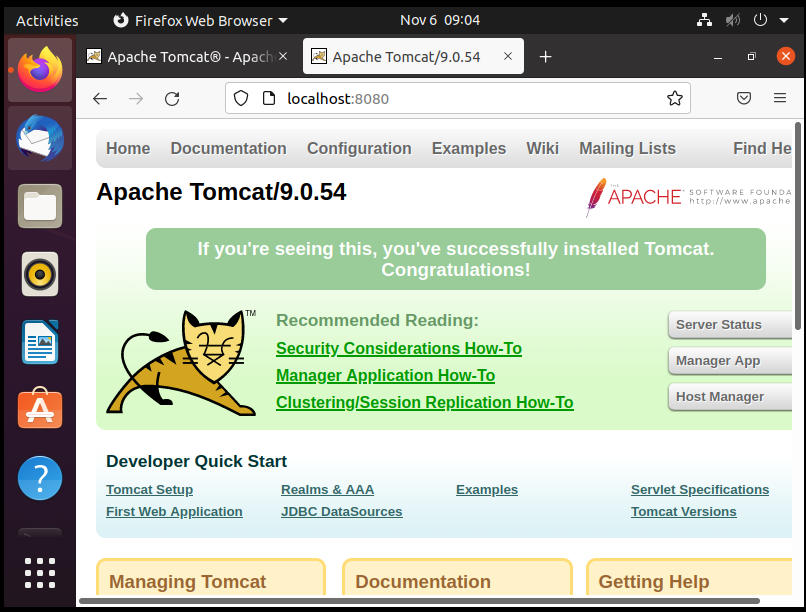 Activities
Firefox Web Browser
Nov 6 09:04
Apache Tomcat® - Apach
Apache Tomcat/9.0.54
localhost:8080
Home Documentation Configuration Examples Wiki Mailing Lists Find He
Apache Tomcat/9.0.54
THE
APACHE SOFTWARE FOUNDA
http://www.apache
If you're seeing this, you've successfully installed Tomcat.
Congratulations!
TM
Recommended Reading:
Security Considerations How-To
Manager Application How-To
Clustering/Session Replication How-To
Server Status
Manager App
Host Manager
Developer Quick Start
Tomcat Setup
First Web Application
Realms & AAA
JDBC DataSources
Examples
Servlet Specifications
Tomcat Versions
Managing Tomcat
Documentation
Getting Help